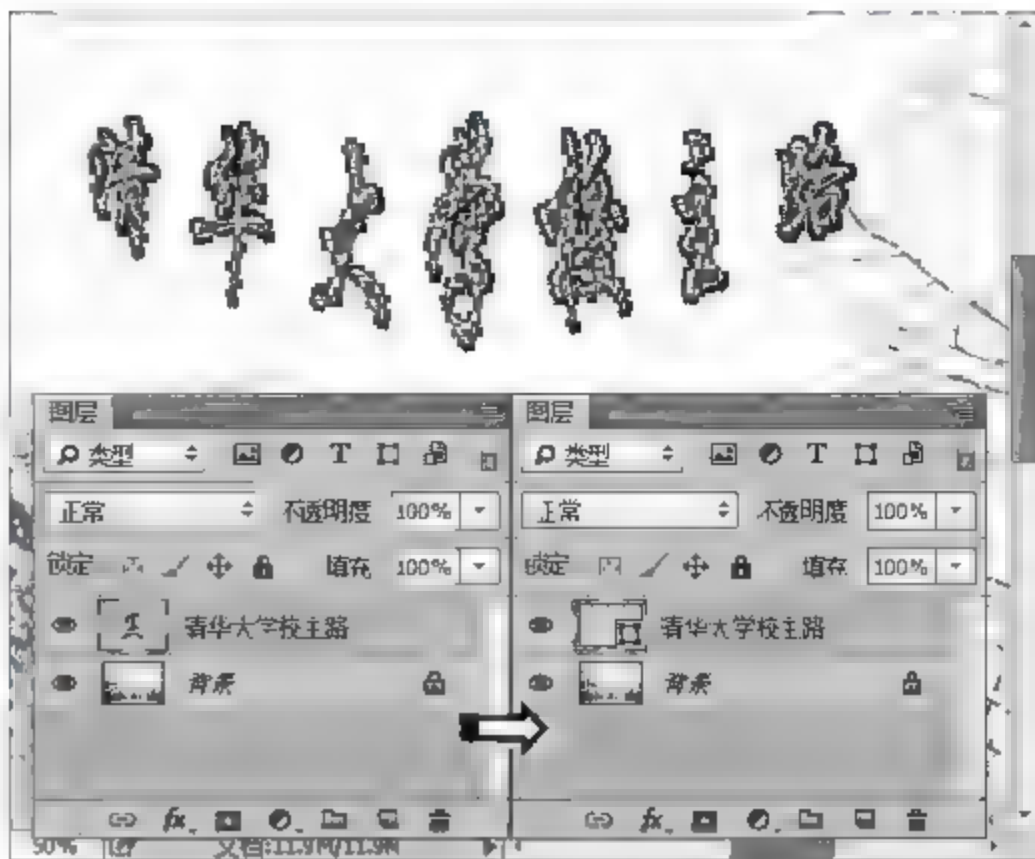 清华大学校主路
图层
类型
T
正常
不透明度 100%
锁定
填充 100%
清华大学校主路
背景
fx
图层
类型
T
正常
不透明度 100%
锁定
填充 100%
清华大学校主路
背景
fx
50%
文档:11.9M/11.9M